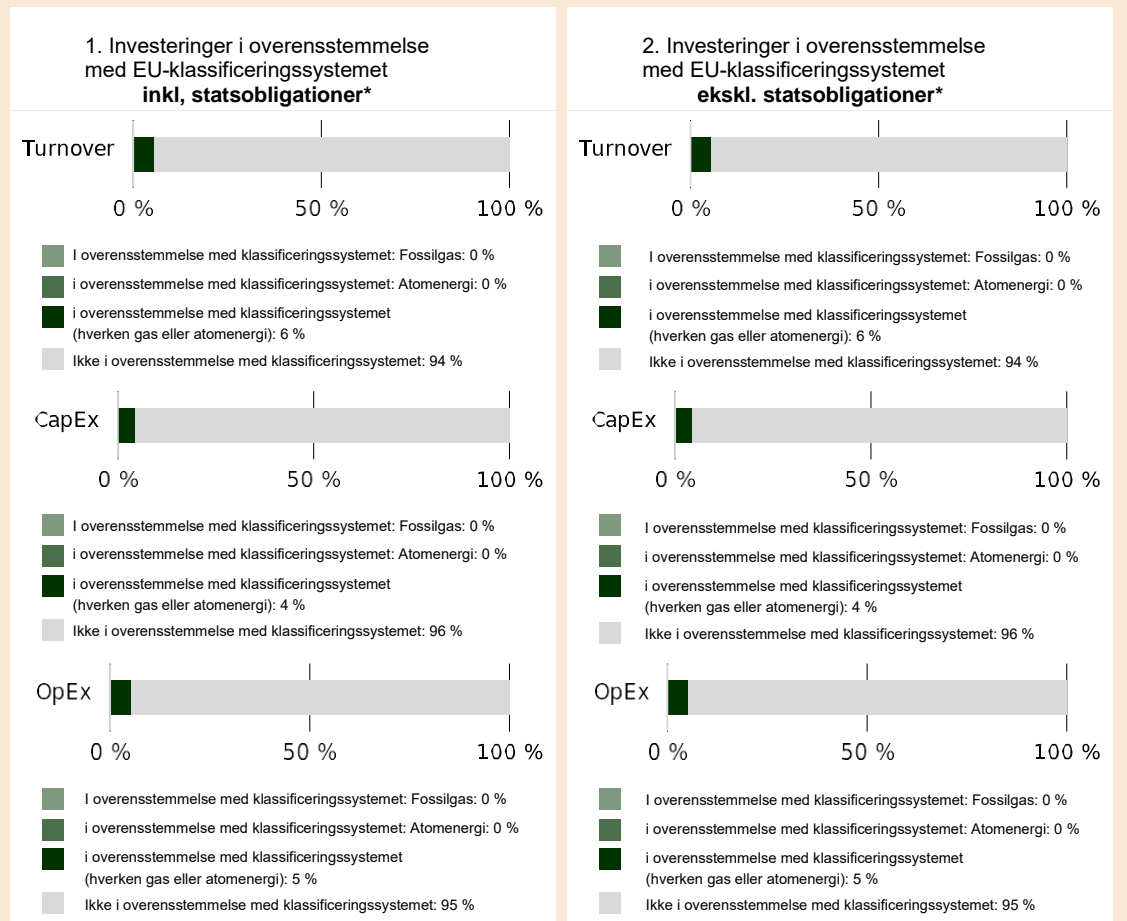 1. Investeringer i overensstemmelse
med EU-klassificeringssystemet
inkl, statsobligationer*
Turnover
0 % 50 % 100 %
I overensstemmelse med klassificeringssystemet: Fossilgas: 0 %
i overensstemmelse med klassificeringssystemet: Atomenergi: 0 %
i overensstemmelse med klassificeringssystemet
(hverken gas eller atomenergi): 6 %
Ikke i overensstemmelse med klassificeringssystemet: 94 %
CapEx
0 % 50 % 100 %
I overensstemmelse med klassificeringssystemet: Fossilgas: 0 %
i overensstemmelse med klassificeringssystemet: Atomenergi: 0 %
i overensstemmelse med klassificeringssystemet
(hverken gas eller atomenergi): 4 %
Ikke i overensstemmelse med klassificeringssystemet: 96 %
OpEx
0 % 50 % 100 %
I overensstemmelse med klassificeringssystemet: Fossilgas: 0 %
i overensstemmelse med klassificeringssystemet: Atomenergi: 0 %
i overensstemmelse med klassificeringssystemet
(hverken gas eller atomenergi): 5 %
Ikke i overensstemmelse med klassificeringssystemet: 95 %
2. Investeringer i overensstemmelse
med EU-klassificeringssystemet
ekskl. statsobligationer*
Turnover
0 % 50 % 100 %
I overensstemmelse med klassificeringssystemet: Fossilgas: 0 %
i overensstemmelse med klassificeringssystemet: Atomenergi: 0 %
i overensstemmelse med klassificeringssystemet
(hverken gas eller atomenergi): 6 %
Ikke i overensstemmelse med klassificeringssystemet: 94 %
CapEx
0 % 50 % 100 %
I overensstemmelse med klassificeringssystemet: Fossilgas: 0 %
i overensstemmelse med klassificeringssystemet: Atomenergi: 0 %
i overensstemmelse med klassificeringssystemet
(hverken gas eller atomenergi): 4 %
Ikke i overensstemmelse med klassificeringssystemet: 96 %
OpEx
0 % 50 % 100 %
I overensstemmelse med klassificeringssystemet: Fossilgas: 0 %
i overensstemmelse med klassificeringssystemet: Atomenergi: 0 %
i overensstemmelse med klassificeringssystemet
(hverken gas eller atomenergi): 5 %
Ikke i overensstemmelse med klassificeringssystemet: 95 %